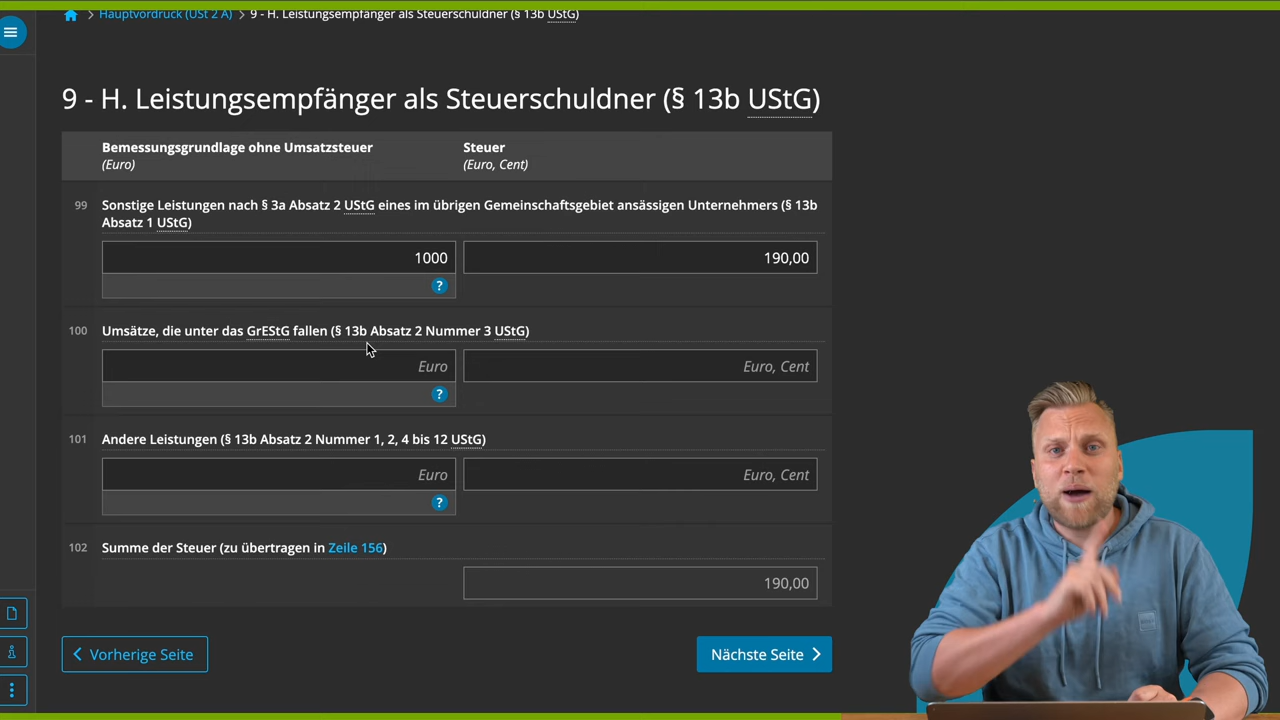 Hauptvordruck (USt 2 A) > 9 - H. Leistungsempfänger als Steuerschuldner (§ 13b UStG)
9 - H. Leistungsempfänger als Steuerschuldner (§ 13b UStG)
Bemessungsgrundlage ohne Umsatzsteuer
(Euro)
Steuer
(Euro, Cent)
99 Sonstige Leistungen nach § 3a Absatz 2 UStG eines im übrigen Gemeinschaftsgebiet ansässigen Unternehmers (§ 13b
Absatz 1 UStG)
1000 190,00
?
100 Umsätze, die unter das GrEStG fallen (§ 13b Absatz 2 Nummer 3 UStG)
Euro Euro, Cent
?
101 Andere Leistungen (§ 13b Absatz 2 Nummer 1, 2, 4 bis 12 UStG)
Euro Euro, Cent
?
102 Summe der Steuer (zu übertragen in Zeile 156)
190,00
Vorherige Seite Nächste Seite